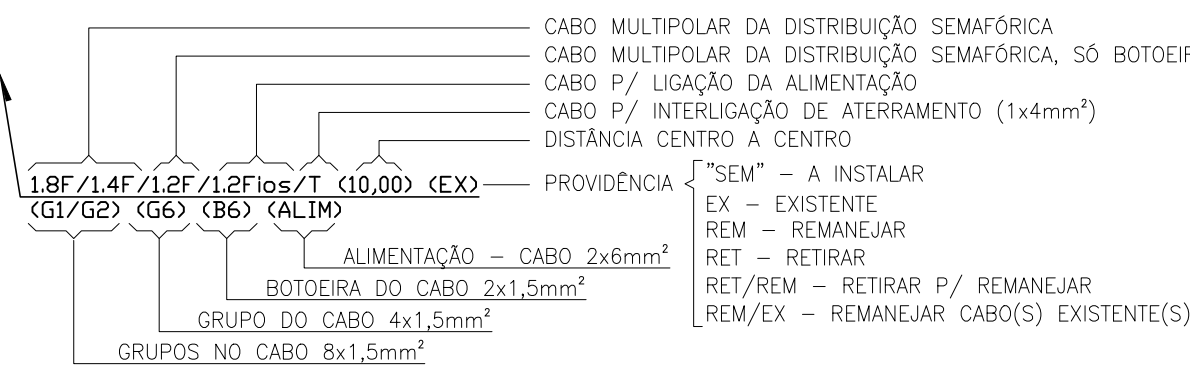 CABO MULTIPOLAR DA DISTRIBUIÇÃO SEMAFÓRICA
CABO MULTIPOLAR DA DISTRIBUIÇÃO SEMAFÓRICA, SÓ
CABO P/ LIGAÇÃO DA ALIMENTAÇÃO
CABO P/ INTERLIGAÇÃO DE ATERRAMENTO (1x4mm²)
DISTÂNCIA CENTRO A CENTRO
1.8F/1.4F/1.2F/1.2Fios/T (10,00) (EX)
(G1/G2) (G6) (B6) (ALIM)
PROVIDÊNCIA
"SEM" – A INSTALAR
EX – EXISTENTE
REM – REMANEJAR
RET – RETIRAR
RET/REM – RETIRAR P/ REMANEJAR
REM/EX – REMANEJAR CABO(S) EXISTENTE(S)
ALIMENTAÇÃO – CABO 2x6mm²
BOTOEIRA DO CABO 2x1,5mm²
GRUPO DO CABO 4x1,5mm²
GRUPOS NO CABO 8x1,5mm²